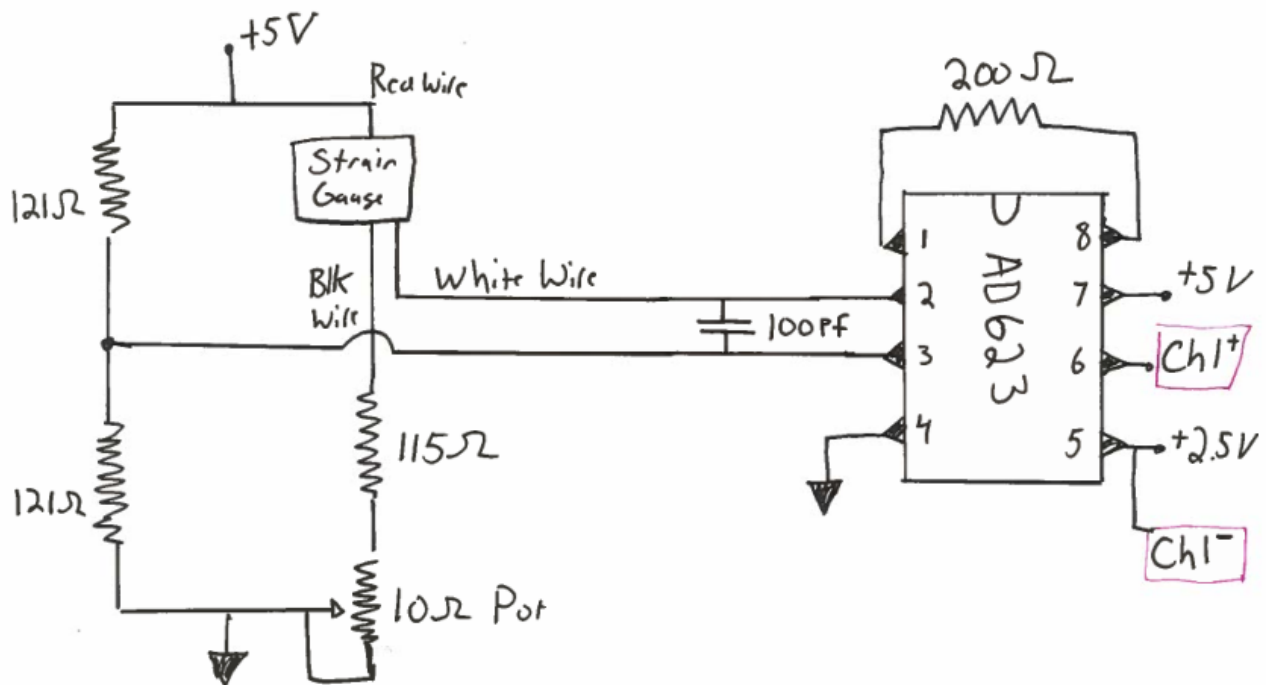 +5V
Red Wire
200Ω
Strain
Gauge
121Ω
1
8
Blk
Wire
White Wire
2
7
+5V
100pf
AD623
3
6
Ch1+
115Ω
4
5
+2.5V
121Ω
Ch1-
10Ω Pot